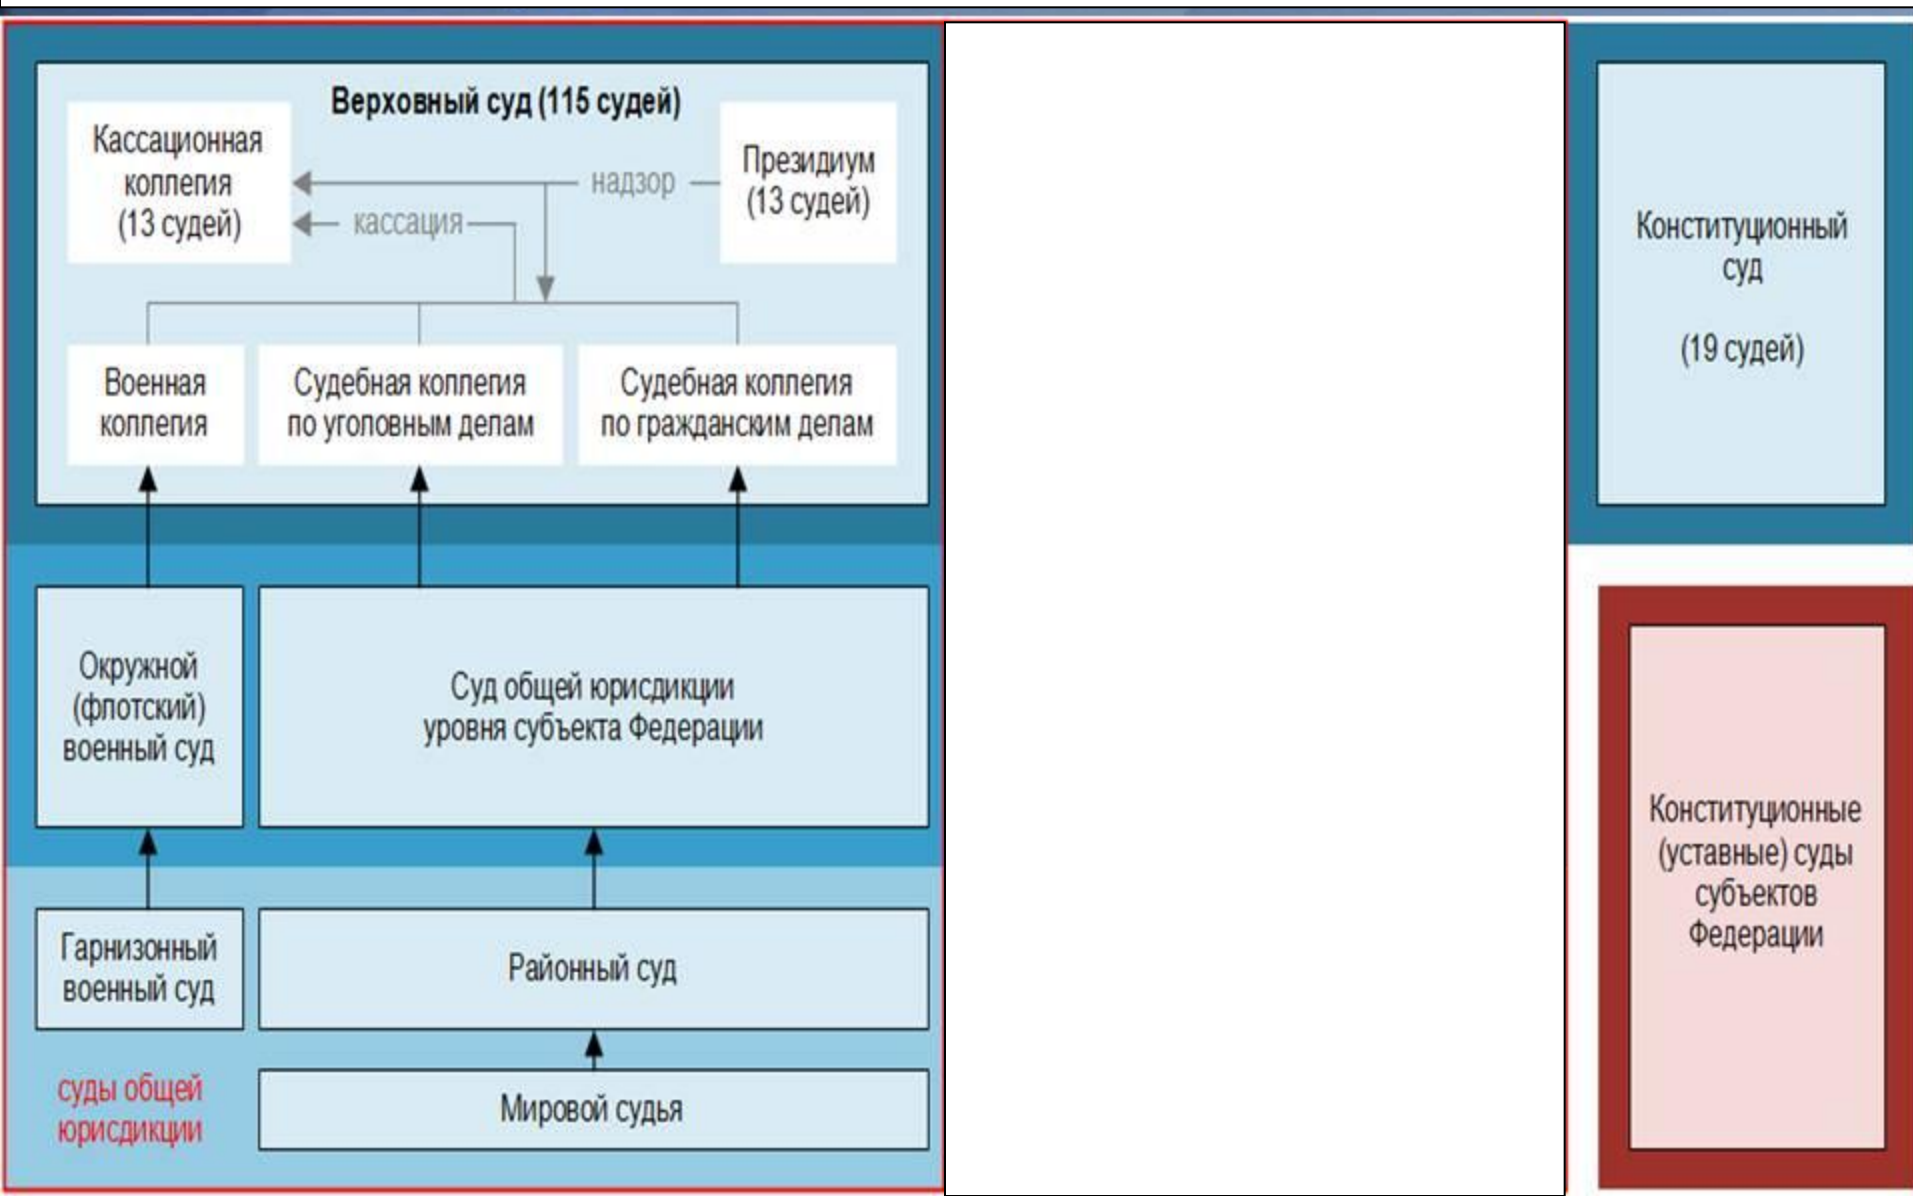 Верховный суд (115 судей)
Кассационная
коллегия
(13 судей)
надзор
кассация
Президиум
(13 судей)
Военная
коллегия
Судебная коллегия
по уголовным делам
Судебная коллегия
по гражданским делам
Окружной
(флотский)
военный суд
Суд общей юрисдикции
уровня субъекта Федерации
Гарнизонный
военный суд
Районный суд
суды общей
юрисдикции
Мировой судья
Конституционный
суд
(19 судей)
Конституционные
(уставные) суды
субъектов
Федерации